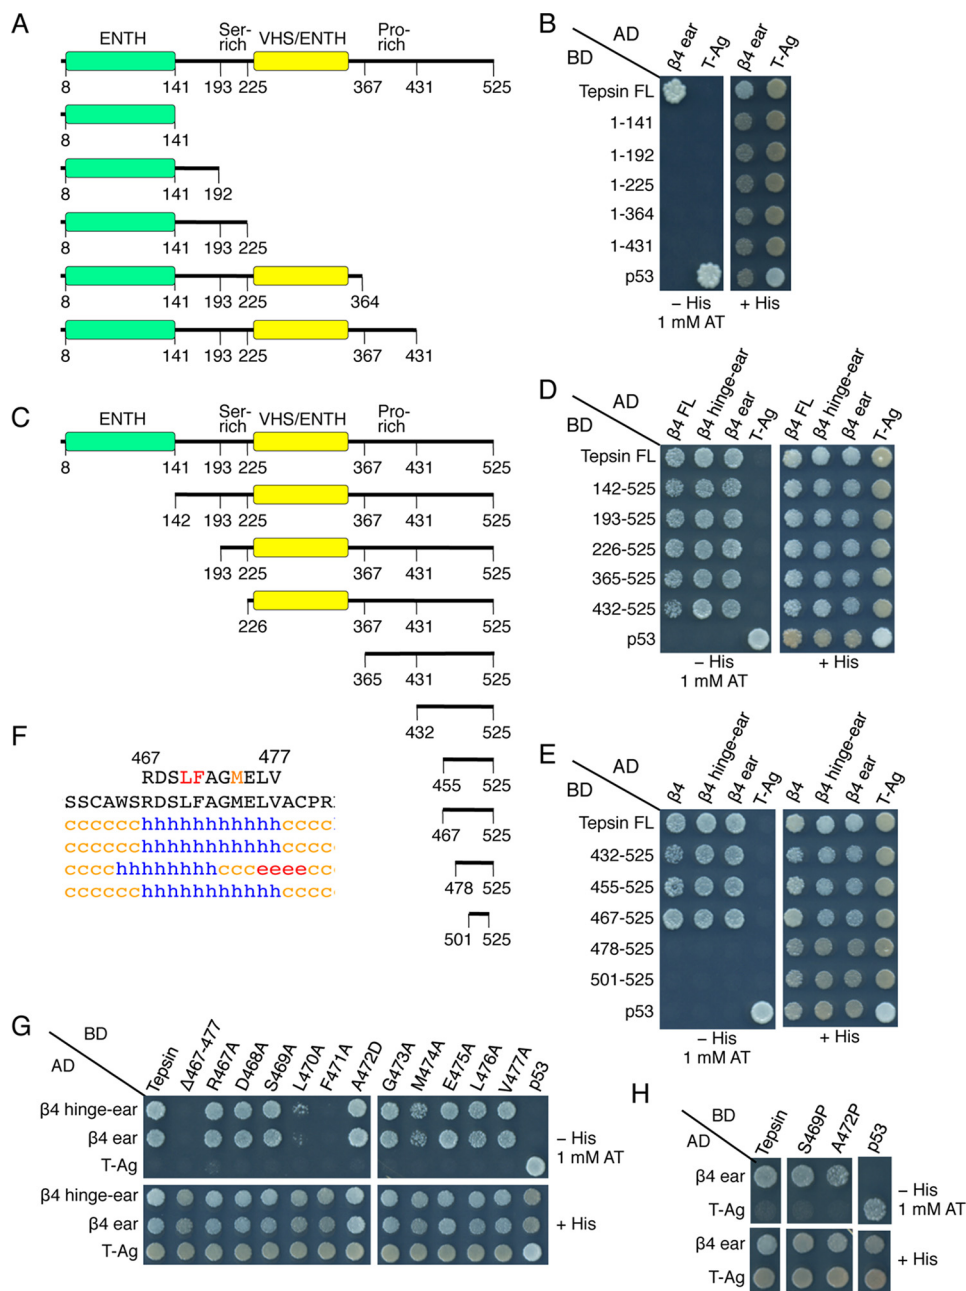 A
ENTH
Ser-
rich
VHS/ENTH
Pro-
rich
8 141 193 225 367 431 525
8 141
8 141 192
8 141 193 225
8 141 193 225 364
8 141 193 225 367 431
B
AD
BD
β4 ear
T-Ag
Tepsin FL
1-141
1-192
1-225
1-364
1-431
p53
– His
1 mM AT
+ His
C
ENTH
Ser-
rich
VHS/ENTH
Pro-
rich
8 141 193 225 367 431 525
142 193 225 367 431 525
193 225 367 431 525
226 367 431 525
365 431 525
432 525
455 525
467 525
478 525
501 525
D
AD
BD
β4 FL
β4 hinge-ear
β4 ear
T-Ag
β4 FL
β4 hinge-ear
β4 ear
T-Ag
Tepsin FL
142-525
193-525
226-525
365-525
432-525
p53
– His
1 mM AT
+ His
E
AD
BD
β4
β4 hinge-ear
β4 ear
T-Ag
β4
β4 hinge-ear
β4 ear
T-Ag
Tepsin FL
432-525
455-525
467-525
478-525
501-525
p53
– His
1 mM AT
+ His
F
467 477
RDSLFAGMELV
SSCAWSRDSLFAGMELVACPR
cccccchhhhhhhhhhhcccc
cccccchhhhhhhhhhhcccc
cccchhhhhhhhccceeeecc
cccccchhhhhhhhhhhcccc
G
BD
AD
Tepsin
Δ467-477
R467A
D468A
S469A
L470A
F471A
A472D
G473A
M474A
E475A
L476A
V477A
p53
β4 hinge-ear
β4 ear
T-Ag
– His
1 mM AT
β4 hinge-ear
β4 ear
T-Ag
+ His
H
BD
AD
Tepsin
S469P
A472P
p53
β4 ear
T-Ag
– His
1 mM AT
β4 ear
T-Ag
+ His